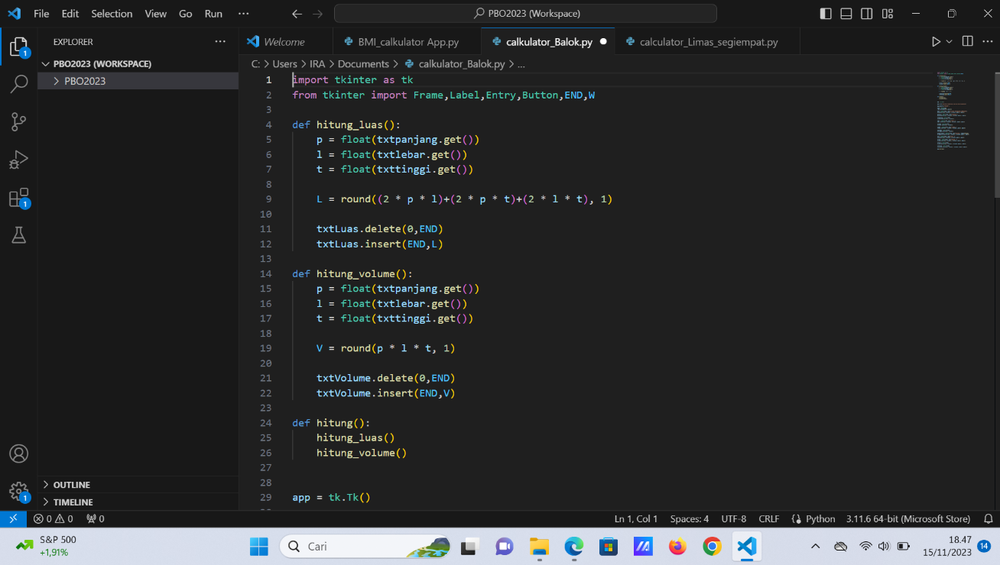 File Edit Selection View Go Run ··· PBO2023 (Workspace)
EXPLORER ···
Welcome BMI_calkulator App.py calkulator_Balok.py calculator_Limas_segiempat.py
PBO2023 (WORKSPACE)
PBO2023
C: > Users > IRA > Documents > calkulator_Balok.py > ...
1 import tkinter as tk
2 from tkinter import Frame,Label,Entry,Button,END,W
3
4 def hitung_luas():
5     p = float(txtpanjang.get())
6     l = float(txtlebar.get())
7     t = float(txttinggi.get())
8
9     L = round((2 * p * l)+(2 * p * t)+(2 * l * t), 1)
10
11     txtLuas.delete(0,END)
12     txtLuas.insert(END,L)
13
14 def hitung_volume():
15     p = float(txtpanjang.get())
16     l = float(txtlebar.get())
17     t = float(txttinggi.get())
18
19     V = round(p * l * t, 1)
20
21     txtVolume.delete(0,END)
22     txtVolume.insert(END,V)
23
24 def hitung():
25     hitung_luas()
26     hitung_volume()
27
28
29 app = tk.Tk()
1
1
1
OUTLINE
TIMELINE
0 0 0 Ln 1, Col 1 Spaces: 4 UTF-8 CRLF Python 3.11.6 64-bit (Microsoft Store)
S&P 500
+1,91%
Cari
18.47
15/11/2023
14